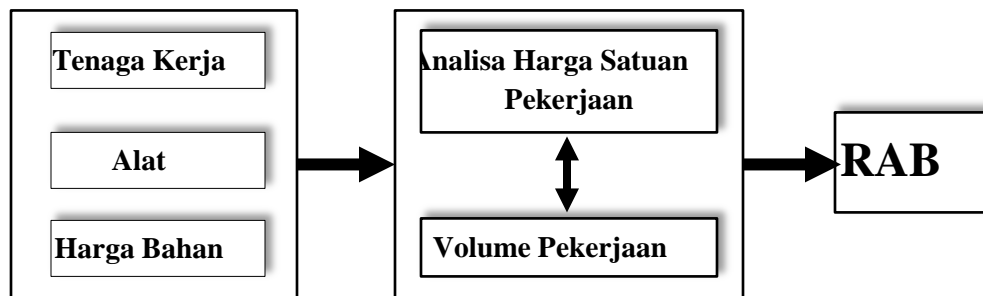 Tenaga Kerja
Alat
Harga Bahan
Analisa Harga Satuan
Pekerjaan
Volume Pekerjaan
RAB